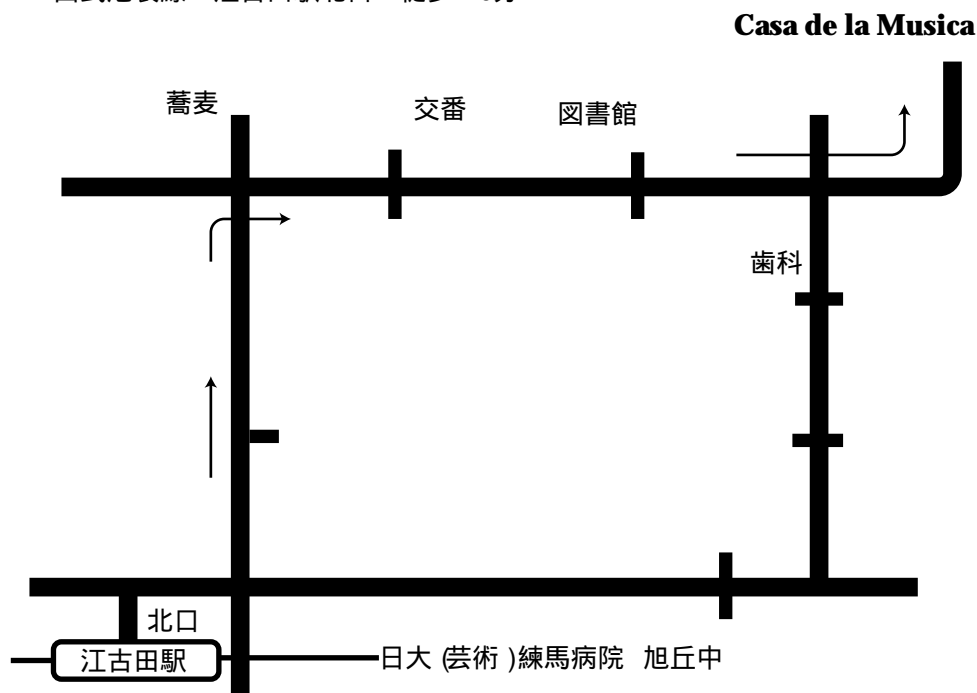 Casa de la Musica
蕎麦
交番
図書館
歯科
北口
江古田駅
日大 (芸術 )練馬病院 旭丘中